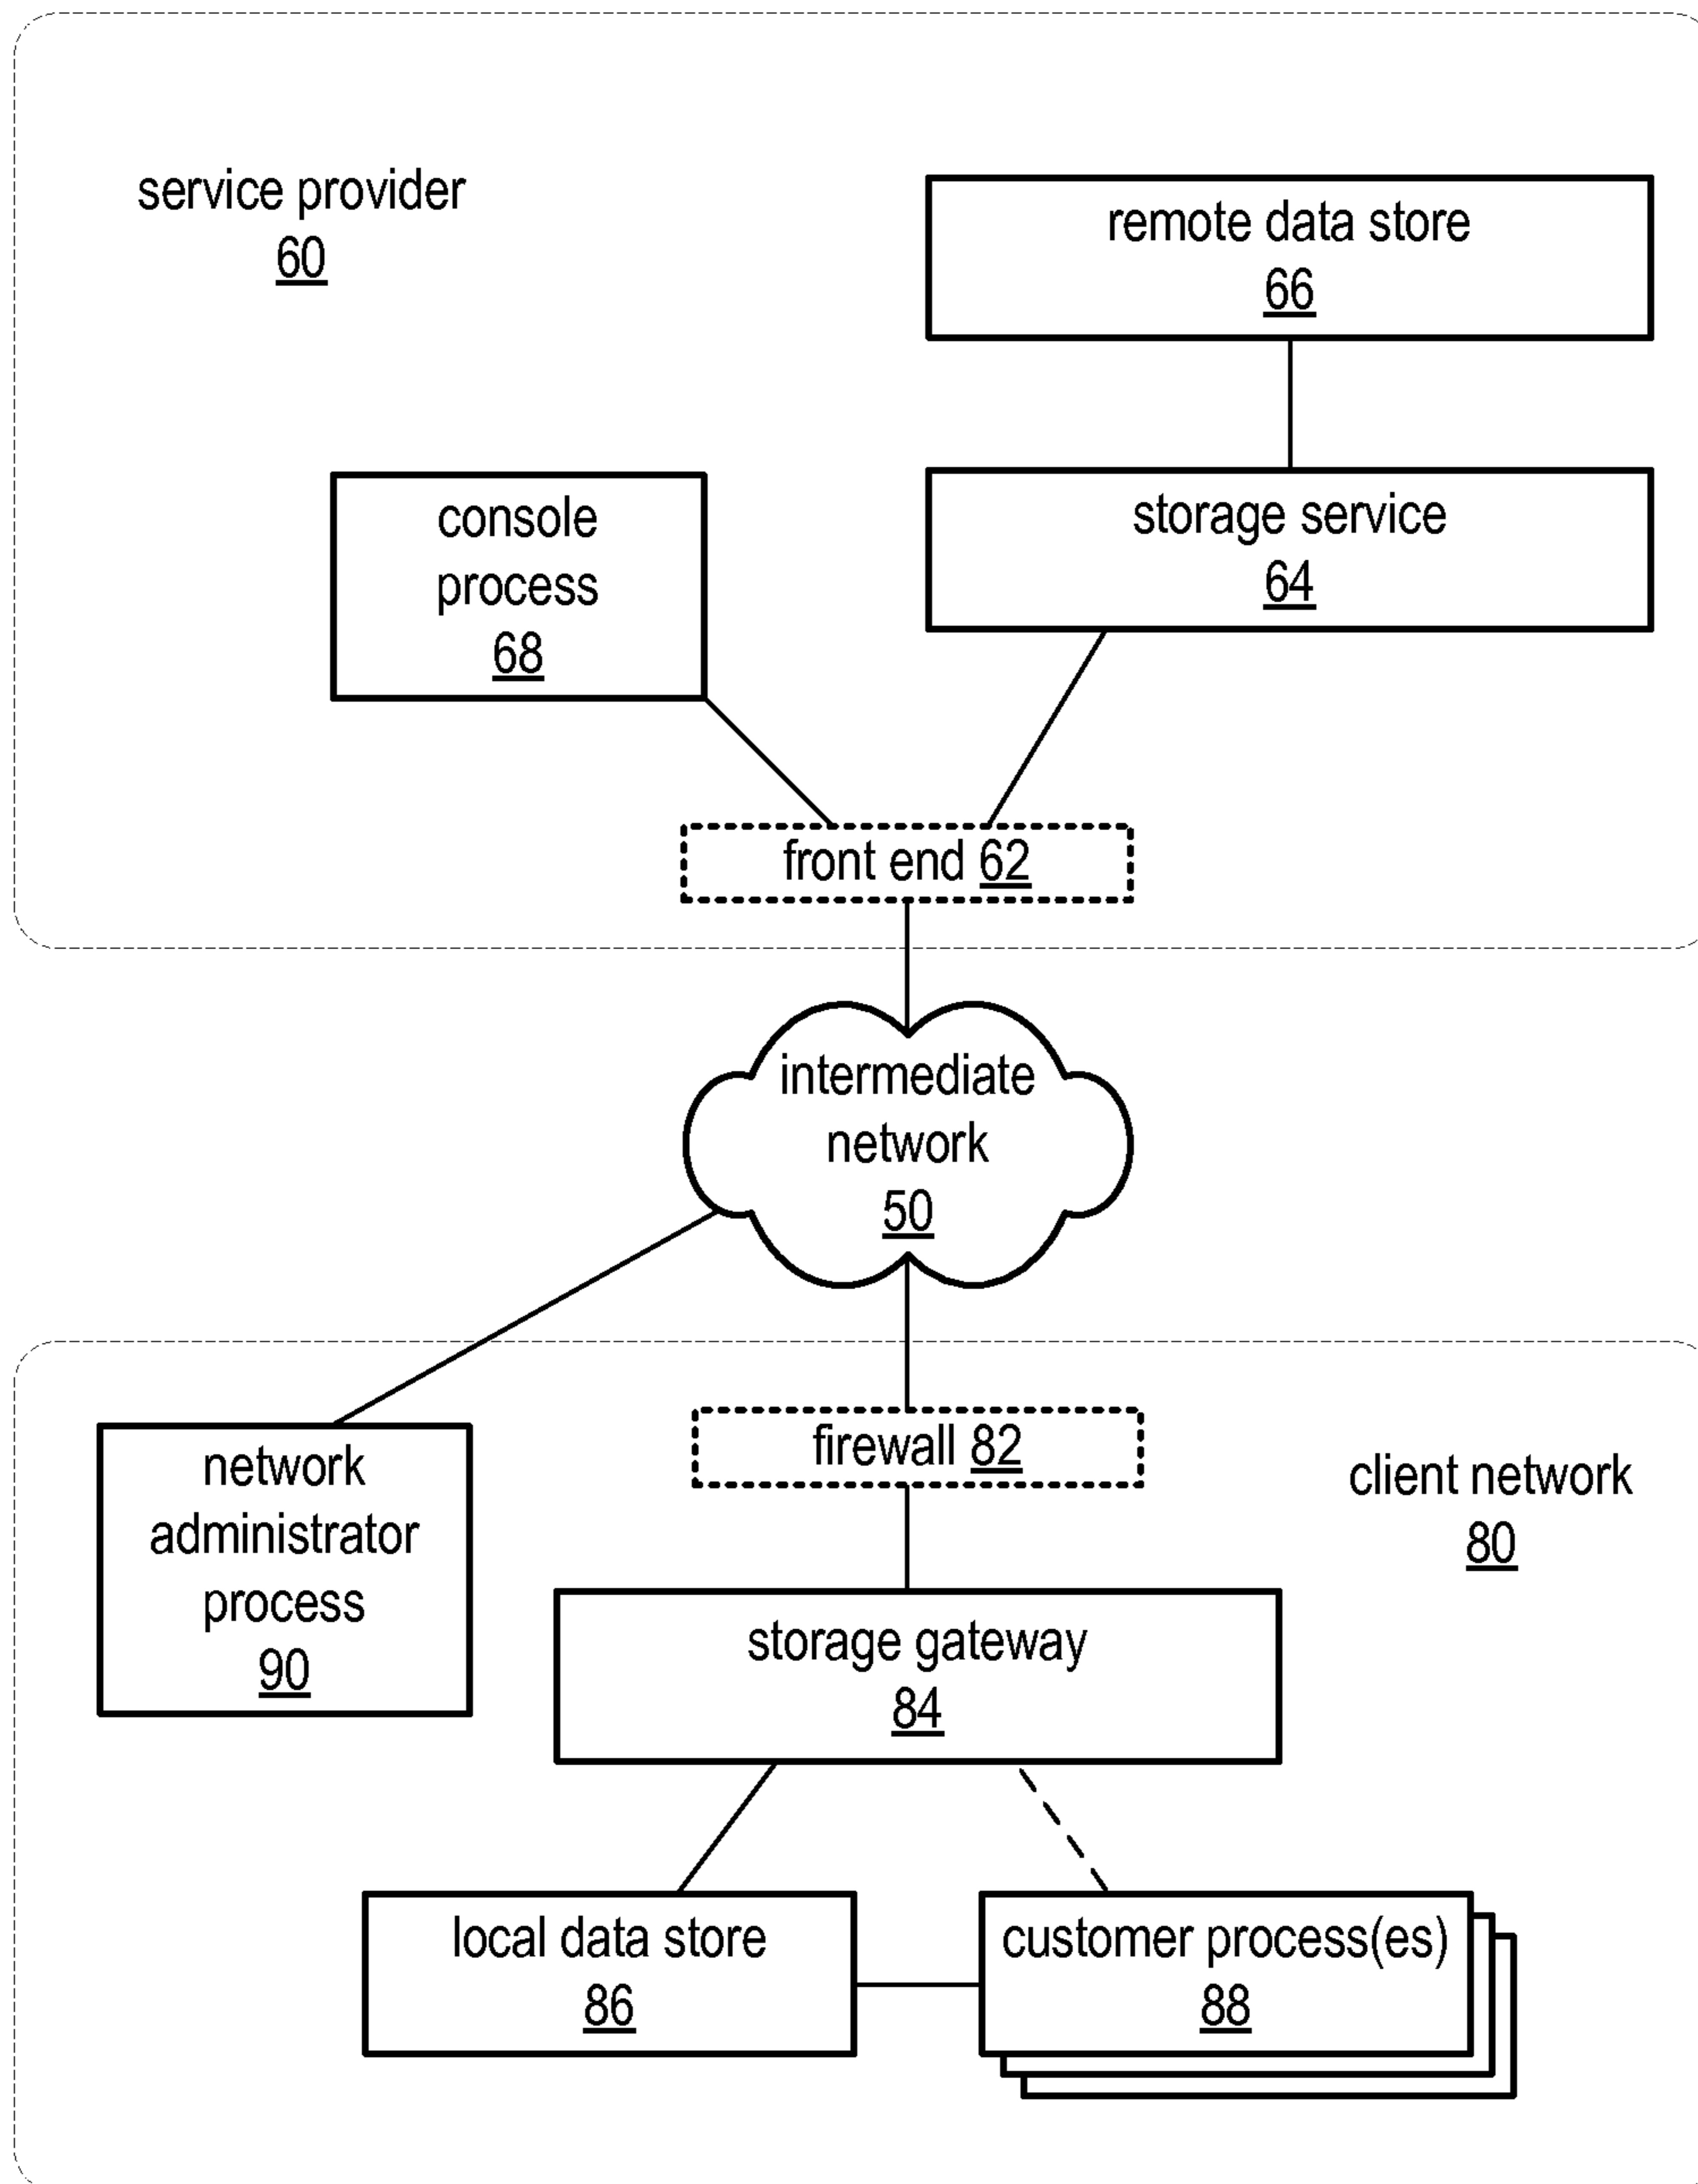 service provider
60
remote data store
66
console
process
68
storage service
64
front end 62
intermediate
network
50
network
administrator
process
90
firewall 82
client network
80
storage gateway
84
local data store
86
customer process(es)
88